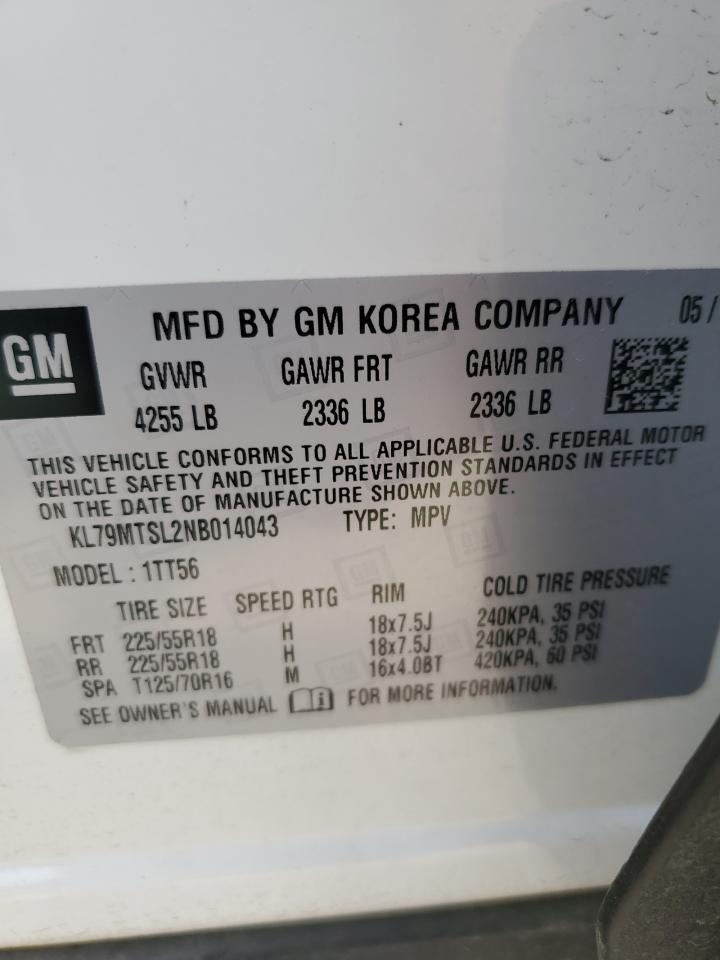 GM
MFD BY GM KOREA COMPANY 05 /
GVWR GAWR FRT GAWR RR
4255 LB 2336 LB 2336 LB
THIS VEHICLE CONFORMS TO ALL APPLICABLE U.S. FEDERAL MOTOR
VEHICLE SAFETY AND THEFT PREVENTION STANDARDS IN EFFECT
ON THE DATE OF MANUFACTURE SHOWN ABOVE.
KL79MTSL2NB014043 TYPE: MPV
MODEL : 1TT56
TIRE SIZE SPEED RTG RIM COLD TIRE PRESSURE
FRT 225/55R18 H 18x7.5J 240KPA, 35 PSI
RR 225/55R18 H 18x7.5J 240KPA, 35 PSI
SPA T125/70R16 M 16x4.0BT 420KPA, 60 PSI
SEE OWNER'S MANUAL FOR MORE INFORMATION.